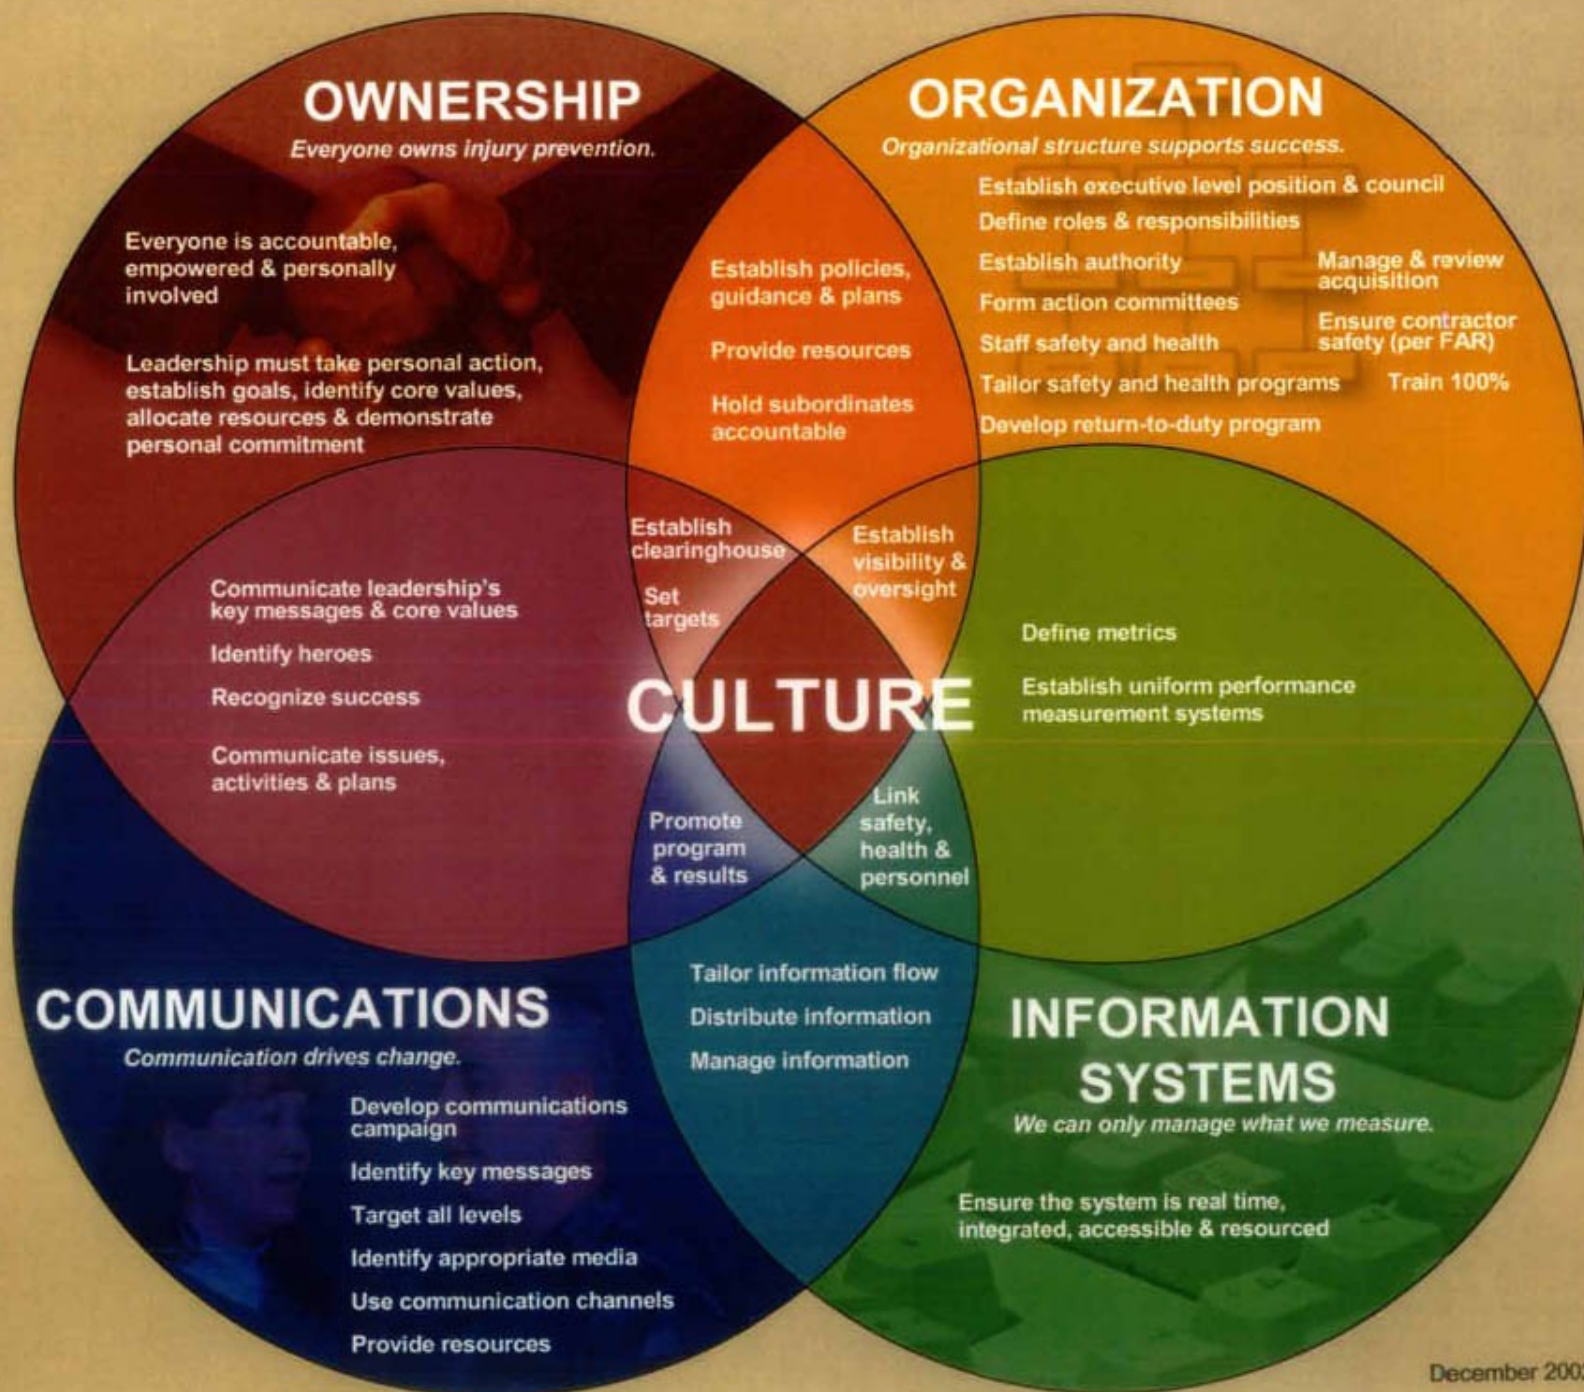 OWNERSHIP
Everyone owns injury prevention.
Everyone is accountable,
empowered & personally
involved
Leadership must take personal action,
establish goals, identify core values,
allocate resources & demonstrate
personal commitment
ORGANIZATION
Organizational structure supports success.
Establish executive level position & council
Define roles & responsibilities
Establish authority
Form action committees
Staff safety and health
Tailor safety and health programs
Develop return-to-duty program
Manage & review
acquisition
Ensure contractor
safety (per FAR)
Train 100%
Establish policies,
guidance & plans
Provide resources
Hold subordinates
accountable
Establish
clearinghouse
Set
targets
Establish
visibility &
oversight
Communicate leadership's
key messages & core values
Identify heroes
Recognize success
Communicate issues,
activities & plans
CULTURE
Define metrics
Establish uniform performance
measurement systems
Promote
program
& results
Link
safety,
health &
personnel
COMMUNICATIONS
Communication drives change.
Develop communications
campaign
Identify key messages
Target all levels
Identify appropriate media
Use communication channels
Provide resources
Tailor information flow
Distribute information
Manage information
INFORMATION
SYSTEMS
We can only manage what we measure.
Ensure the system is real time,
integrated, accessible & resourced
December